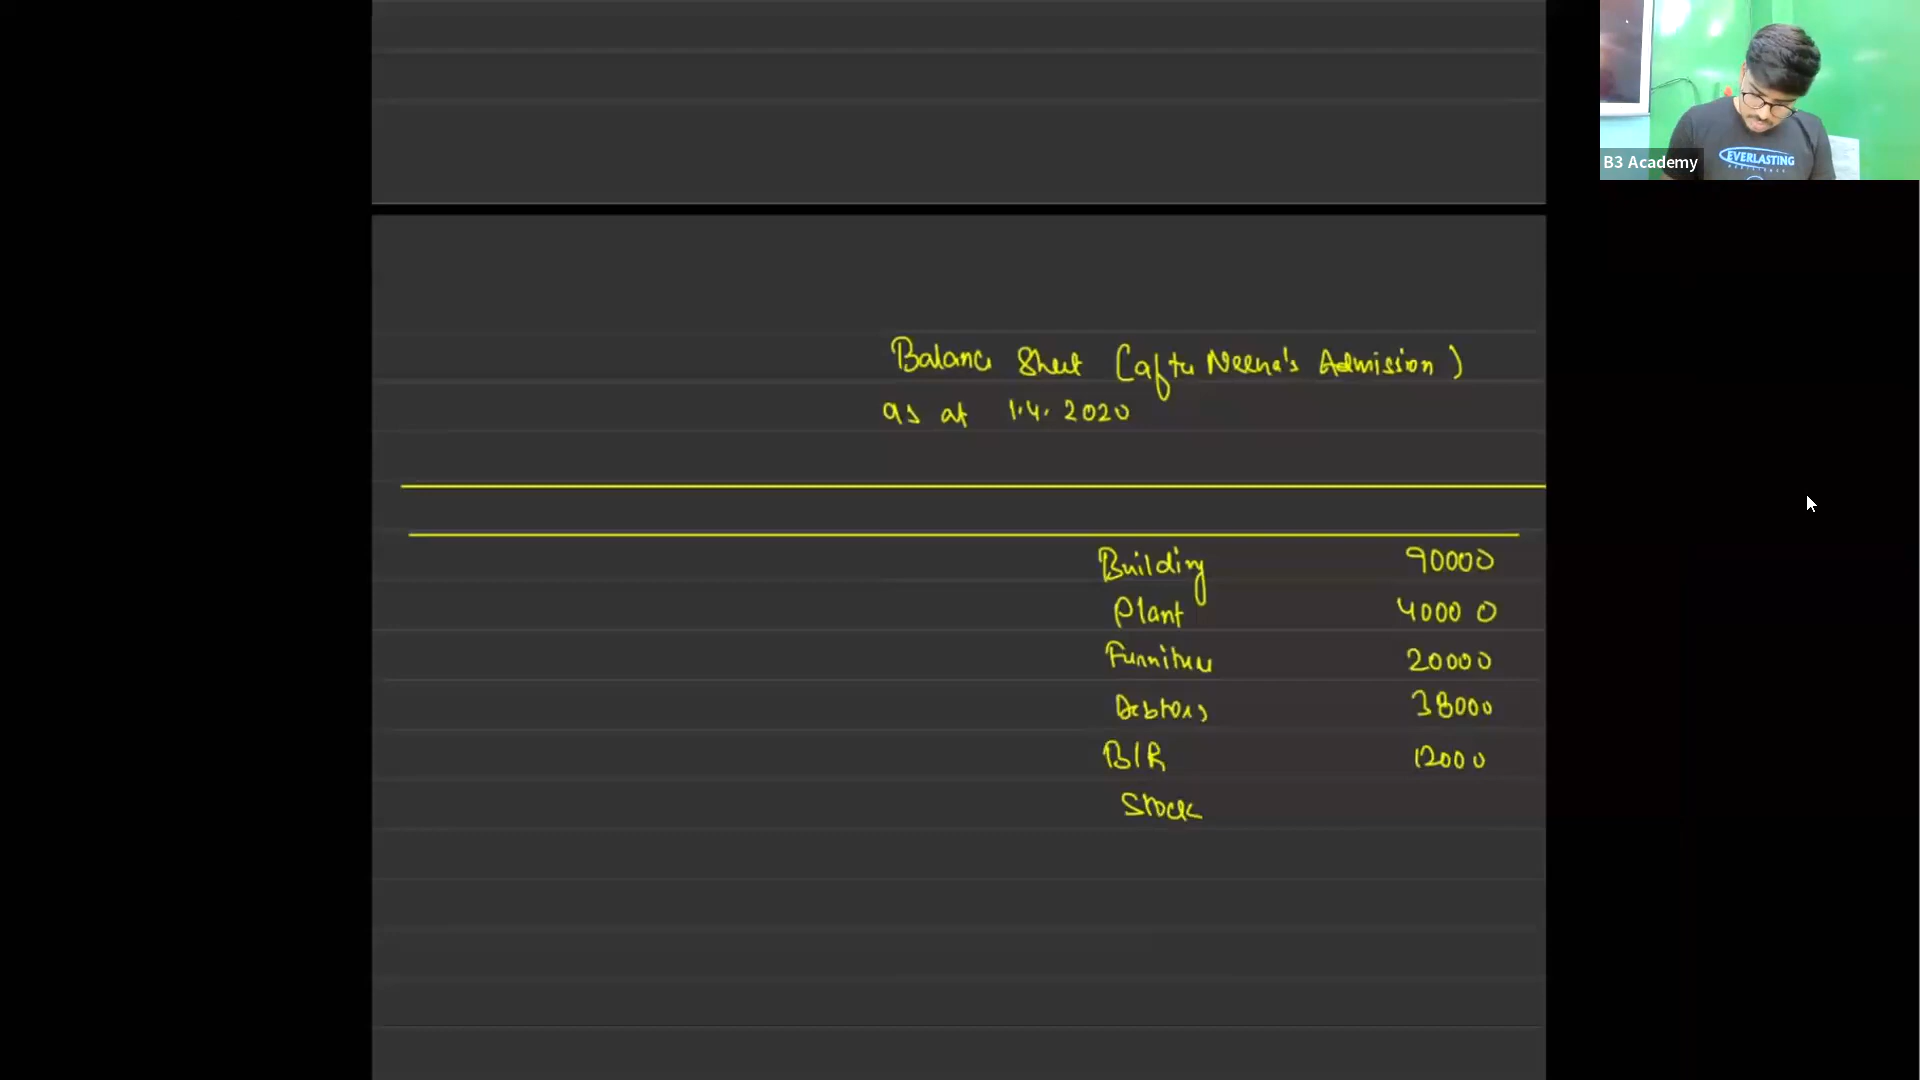 B3 Academy
EVERLASTING
Balance Sheet (after Neena's Admission)
as at 1.4.2020
Building 90000
Plant 40000
Furniture 20000
Debtors 38000
B/R 12000
Stock